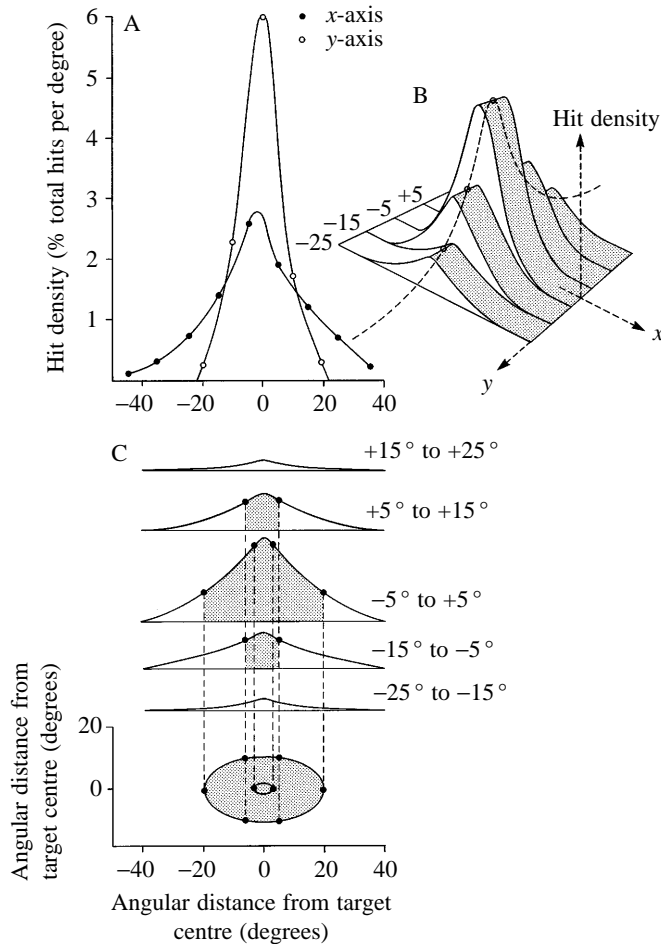 A
x-axis
y-axis
Hit density (% total hits per degree)
6
5
4
3
2
1
−40
−20
0
20
40
B
Hit density
+5
−5
−15
−25
x
y
C
+15° to +25°
+5° to +15°
−5° to +5°
−15° to −5°
−25° to −15°
Angular distance from
target centre (degrees)
20
0
−40
−20
0
20
40
Angular distance from target
centre (degrees)